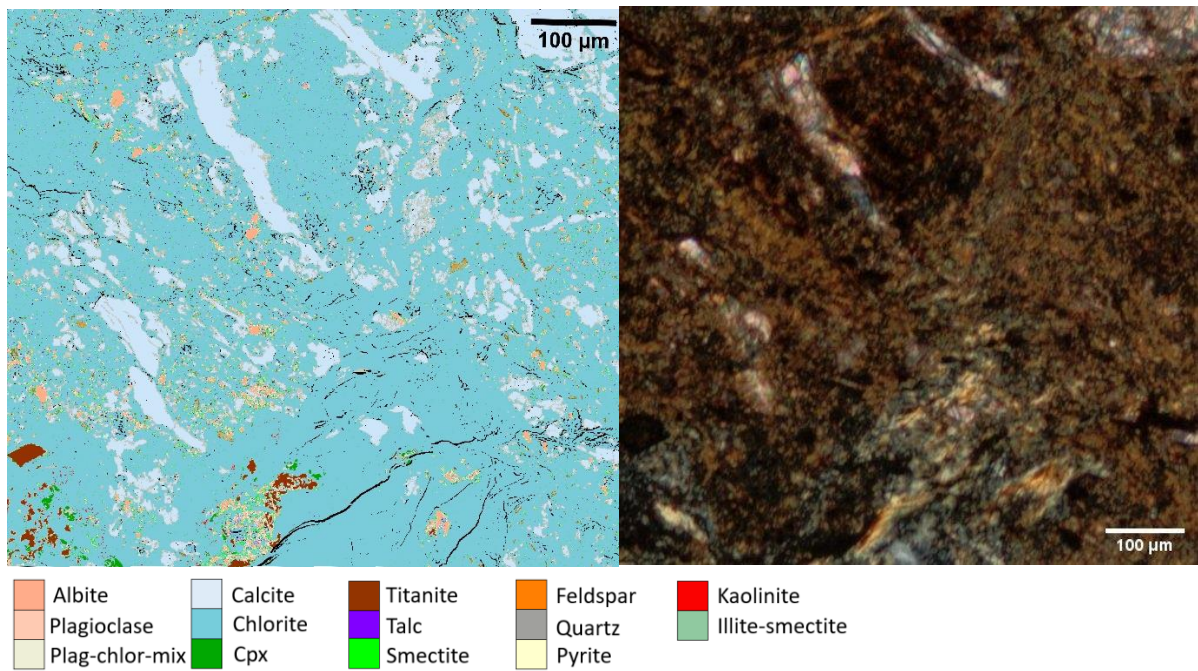 100 µm
100 µm
Albite
Calcite
Titanite
Feldspar
Kaolinite
Plagioclase
Chlorite
Talc
Quartz
Illite-smectite
Plag-chlor-mix
Cpx
Smectite
Pyrite